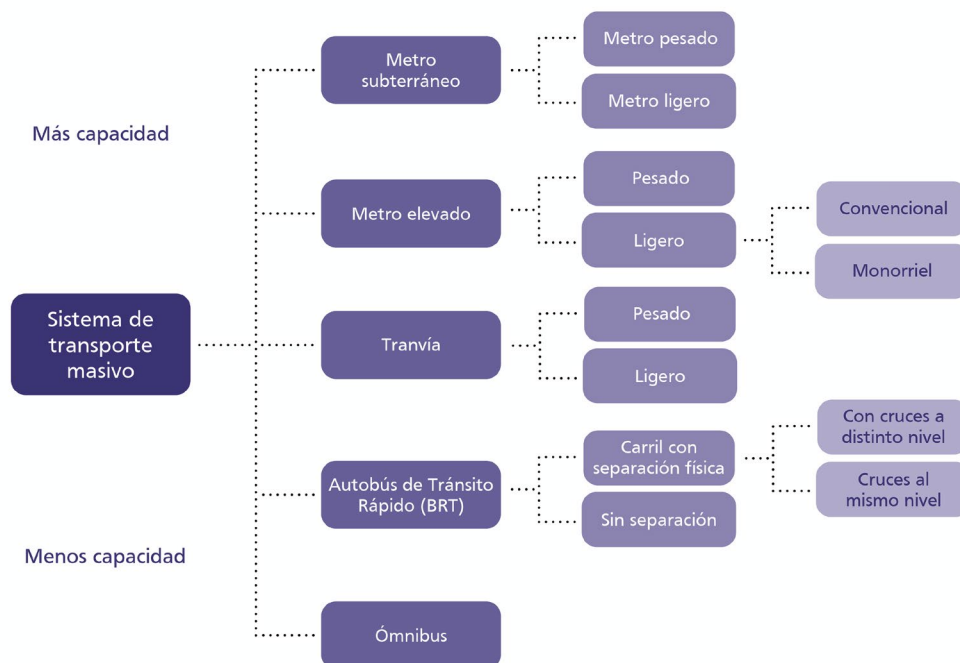 Más capacidad
Menos capacidad
Sistema de
transporte
masivo
Metro
subterráneo
Metro pesado
Metro ligero
Metro elevado
Pesado
Ligero
Convencional
Monorriel
Tranvía
Pesado
Ligero
Autobús de Tránsito
Rápido (BRT)
Carril con
separación física
Con cruces a
distinto nivel
Cruces al
mismo nivel
Sin separación
Ómnibus